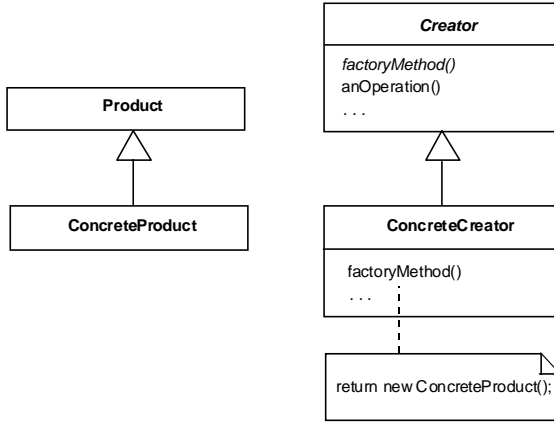 Creator
factoryMethod()
anOperation()
. . .
Product
ConcreteProduct
ConcreteCreator
factoryMethod()
. . .
return new ConcreteProduct();